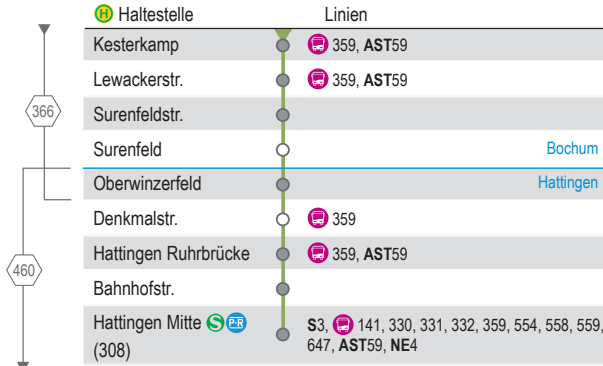 H Haltestelle Linien
Kesterkamp 359, AST59
Lewackerstr. 359, AST59
366
Surenfeldstr.
Surenfeld Bochum
Oberwinzerfeld Hattingen
Denkmalstr. 359
Hattingen Ruhrbrücke 359, AST59
460
Bahnhofstr.
Hattingen Mitte S P+R S3, 141, 330, 331, 332, 359, 554, 558, 559,
(308) 647, AST59, NE4